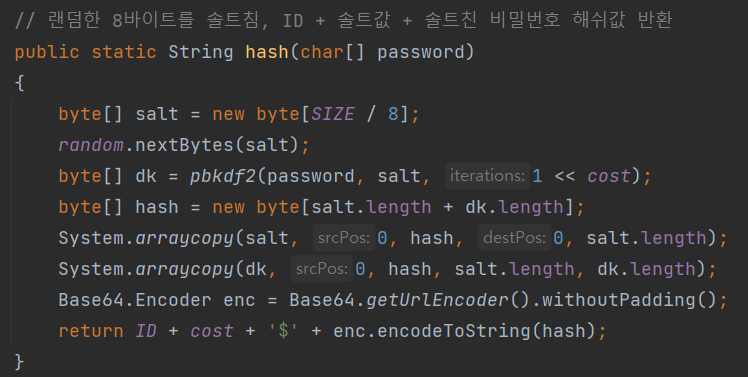 // 랜덤한 8바이트를 솔트침, ID + 솔트값 + 솔트친 비밀번호 해쉬값 반환
public static String hash(char[] password)
{
    byte[] salt = new byte[SIZE / 8];
    random.nextBytes(salt);
    byte[] dk = pbkdf2(password, salt, iterations: 1 << cost);
    byte[] hash = new byte[salt.length + dk.length];
    System.arraycopy(salt, srcPos: 0, hash, destPos: 0, salt.length);
    System.arraycopy(dk, srcPos: 0, hash, salt.length, dk.length);
    Base64.Encoder enc = Base64.getUrlEncoder().withoutPadding();
    return ID + cost + '$' + enc.encodeToString(hash);
}